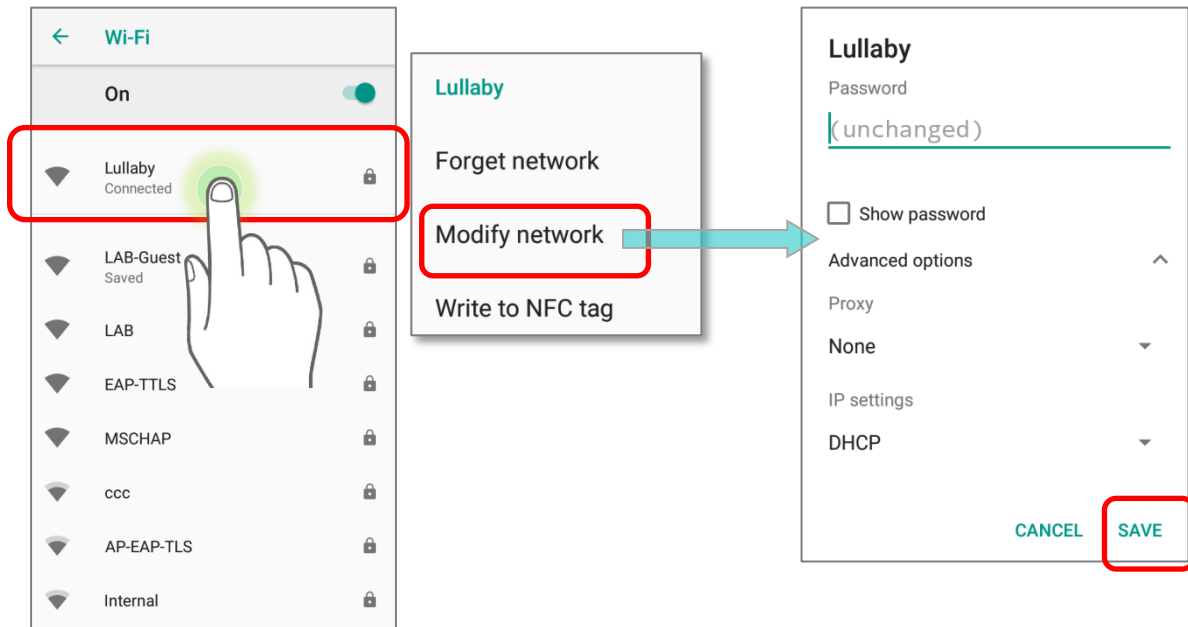 Wi-Fi
On
Lullaby
Connected
LAB-Guest
Saved
LAB
EAP-TTLS
MSCHAP
ccc
AP-EAP-TLS
Internal
Lullaby
Forget network
Modify network
Write to NFC tag
Lullaby
Password
(unchanged)
Show password
Advanced options
Proxy
None
IP settings
DHCP
CANCEL SAVE